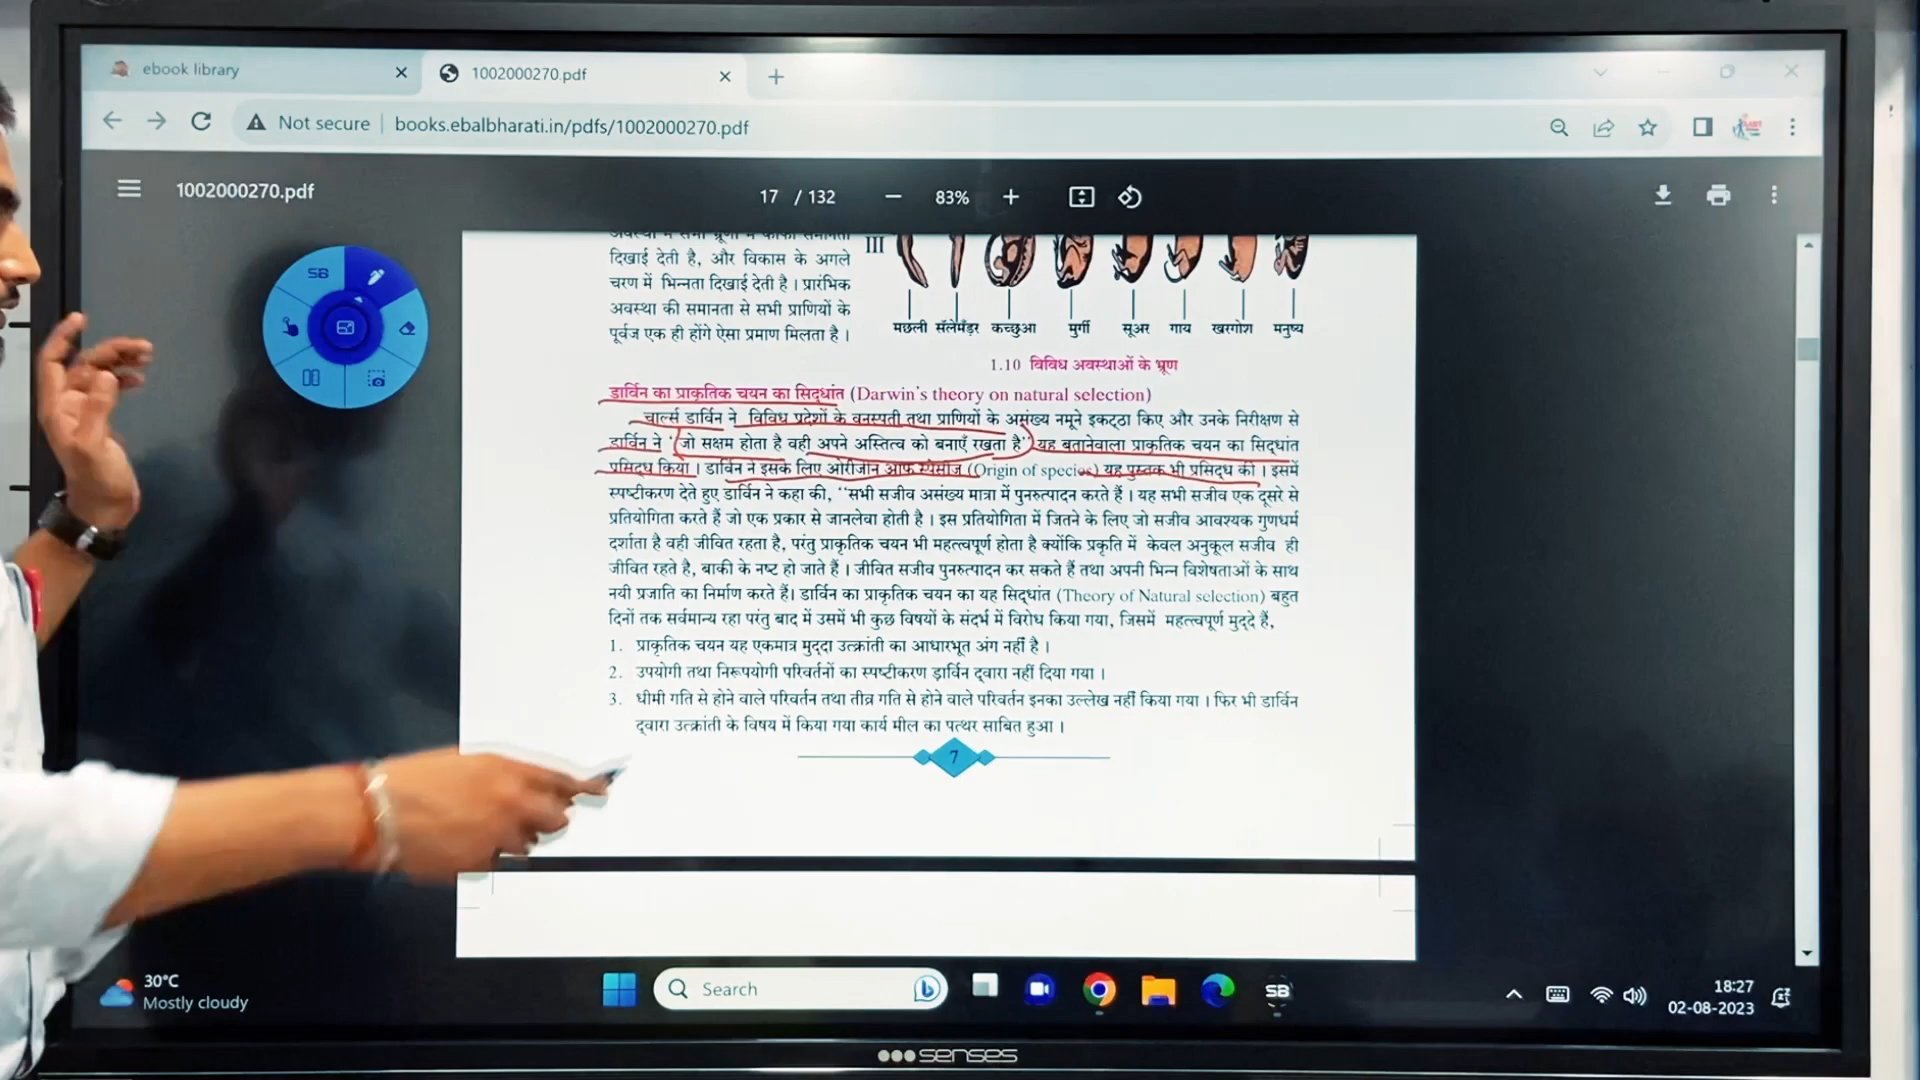 ebook library
1002000270.pdf
Not secure
books.ebalbharati.in/pdfs/1002000270.pdf
1002000270.pdf
17 / 132
83%
SB
III
दिखाई देती है, और विकास के अगले
चरण में भिन्नता दिखाई देती है । प्रारंभिक
अवस्था की समानता से सभी प्राणियों के
पूर्वज एक ही होंगे ऐसा प्रमाण मिलता है ।
मछली सॅलेमँडर कच्छुआ मुर्गी सूअर गाय खरगोश मनुष्य
1.10 विविध अवस्थाओं के भ्रूण
डार्विन का प्राकृतिक चयन का सिद्धांत (Darwin's theory on natural selection)
चार्ल्स डार्विन ने विविध प्रदेशों के वनस्पती तथा प्राणियों के असंख्य नमूने इकट्ठा किए और उनके निरीक्षण से
डार्विन ने ''जो सक्षम होता है वही अपने अस्तित्व को बनाएँ रखता है'' यह बतानेवाला प्राकृतिक चयन का सिद्धांत
प्रसिद्ध किया । डार्विन ने इसके लिए ओरीजीन ऑफ स्पेसीज (Origin of species) यह पुस्तक भी प्रसिद्ध की । इसमें
स्पष्टीकरण देते हुए डार्विन ने कहा की, ''सभी सजीव असंख्य मात्रा में पुनरुत्पादन करते हैं । यह सभी सजीव एक दूसरे से
प्रतियोगिता करते हैं जो एक प्रकार से जानलेवा होती है । इस प्रतियोगिता में जितने के लिए जो सजीव आवश्यक गुणधर्म
दर्शाता है वही जीवित रहता है, परंतु प्राकृतिक चयन भी महत्त्वपूर्ण होता है क्योंकि प्रकृति में केवल अनुकूल सजीव ही
जीवित रहते है, बाकी के नष्ट हो जाते हैं । जीवित सजीव पुनरुत्पादन कर सकते हैं तथा अपनी भिन्न विशेषताओं के साथ
नयी प्रजाति का निर्माण करते हैं। डार्विन का प्राकृतिक चयन का यह सिद्धांत (Theory of Natural selection) बहुत
दिनों तक सर्वमान्य रहा परंतु बाद में उसमें भी कुछ विषयों के संदर्भ में विरोध किया गया, जिसमें महत्त्वपूर्ण मुद्दे हैं,
1. प्राकृतिक चयन यह एकमात्र मुद्दा उत्क्रांती का आधारभूत अंग नहीं है ।
2. उपयोगी तथा निरूपयोगी परिवर्तनों का स्पष्टीकरण ड़ार्विन द्वारा नहीं दिया गया ।
3. धीमी गति से होने वाले परिवर्तन तथा तीव्र गति से होने वाले परिवर्तन इनका उल्लेख नहीं किया गया । फिर भी डार्विन
द्वारा उत्क्रांती के विषय में किया गया कार्य मील का पत्थर साबित हुआ ।
7
30°C
Mostly cloudy
Search
SB
18:27
02-08-2023
senses